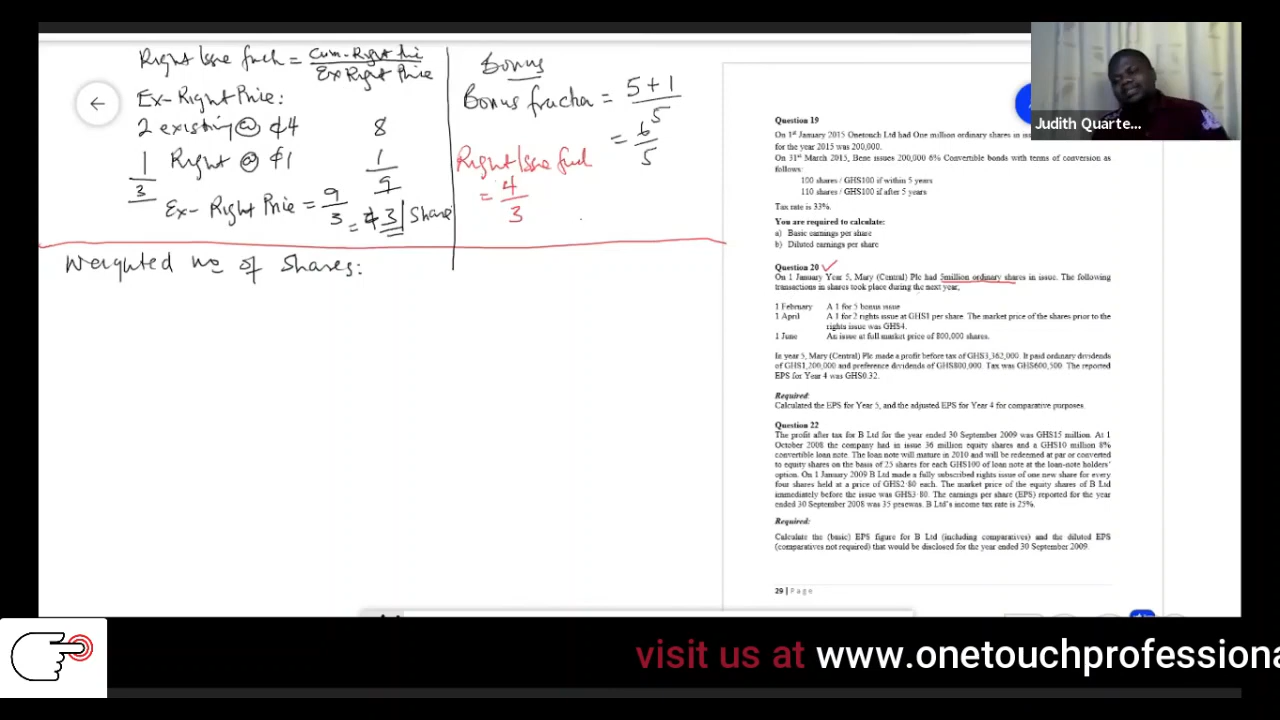 Right Issue fuck = Cum-Right Pric
Ex Right Price
Ex-Right Price:
2 existing @ ₵4 8
1 Right @ ₵1 1
3 9
Ex-Right Price = 9
3 = ₵3/Share
Bonus
Bonus fraction = 5+1
5
= 6
5
Right Issue
= 4
3
Weighted no of Shares:
Judith Quarte...
Question 19
On 1st January 2015 Onetouch Ltd had One million ordinary shares in
for the year 2015 was 200,000.
On 31st March 2015, Bene issues 200,000 6% Convertible bonds with terms of conversion as
follows:
100 shares / GHS100 if within 5 years
110 shares / GHS100 if after 5 years
Tax rate is 33%.
You are required to calculate:
a) Basic earnings per share
b) Diluted earnings per share
Question 20
On 1 January Year 5, Mary (Central) Plc had 5million ordinary shares in issue. The following
transactions in shares took place during the next year;
1 February A 1 for 5 bonus issue
1 April A 1 for 2 rights issue at GHS1 per share The market price of the shares prior to the
rights issue was GHS4.
1 June An issue at full market price of 800,000 shares.
In year 5, Mary (Central) Plc made a profit before tax of GHS3,362,000. It paid ordinary dividends
of GHS1,200,000 and preference dividends of GHS800,000. Tax was GHS600,500 The reported
EPS for Year 4 was GHS0.32.
Required:
Calculated the EPS for Year 5, and the adjusted EPS for Year 4 for comparative purposes.
Question 22
The profit after tax for B Ltd for the year ended 30 September 2009 was GHS15 million. At 1
October 2008 the company had in issue 36 million equity shares and a GHS10 million 8%
convertible loan note. The loan note will mature in 2010 and will be redeemed at par or converted
to equity shares on the basis of 25 shares for each GHS100 of loan note at the loan-note holders'
option. On 1 January 2009 B Ltd made a fully subscribed rights issue of one new share for every
four shares held at a price of GHS2·80 each. The market price of the equity shares of B Ltd
immediately before the issue was GHS3·80. The earnings per share (EPS) reported for the year
ended 30 September 2008 was 35 pesewas. B Ltd's income tax rate is 25%.
Required:
Calculate the (basic) EPS figure for B Ltd (including comparatives) and the diluted EPS
(comparatives not required) that would be disclosed for the year ended 30 September 2009.
29 | Page
visit us at www.onetouchprofession